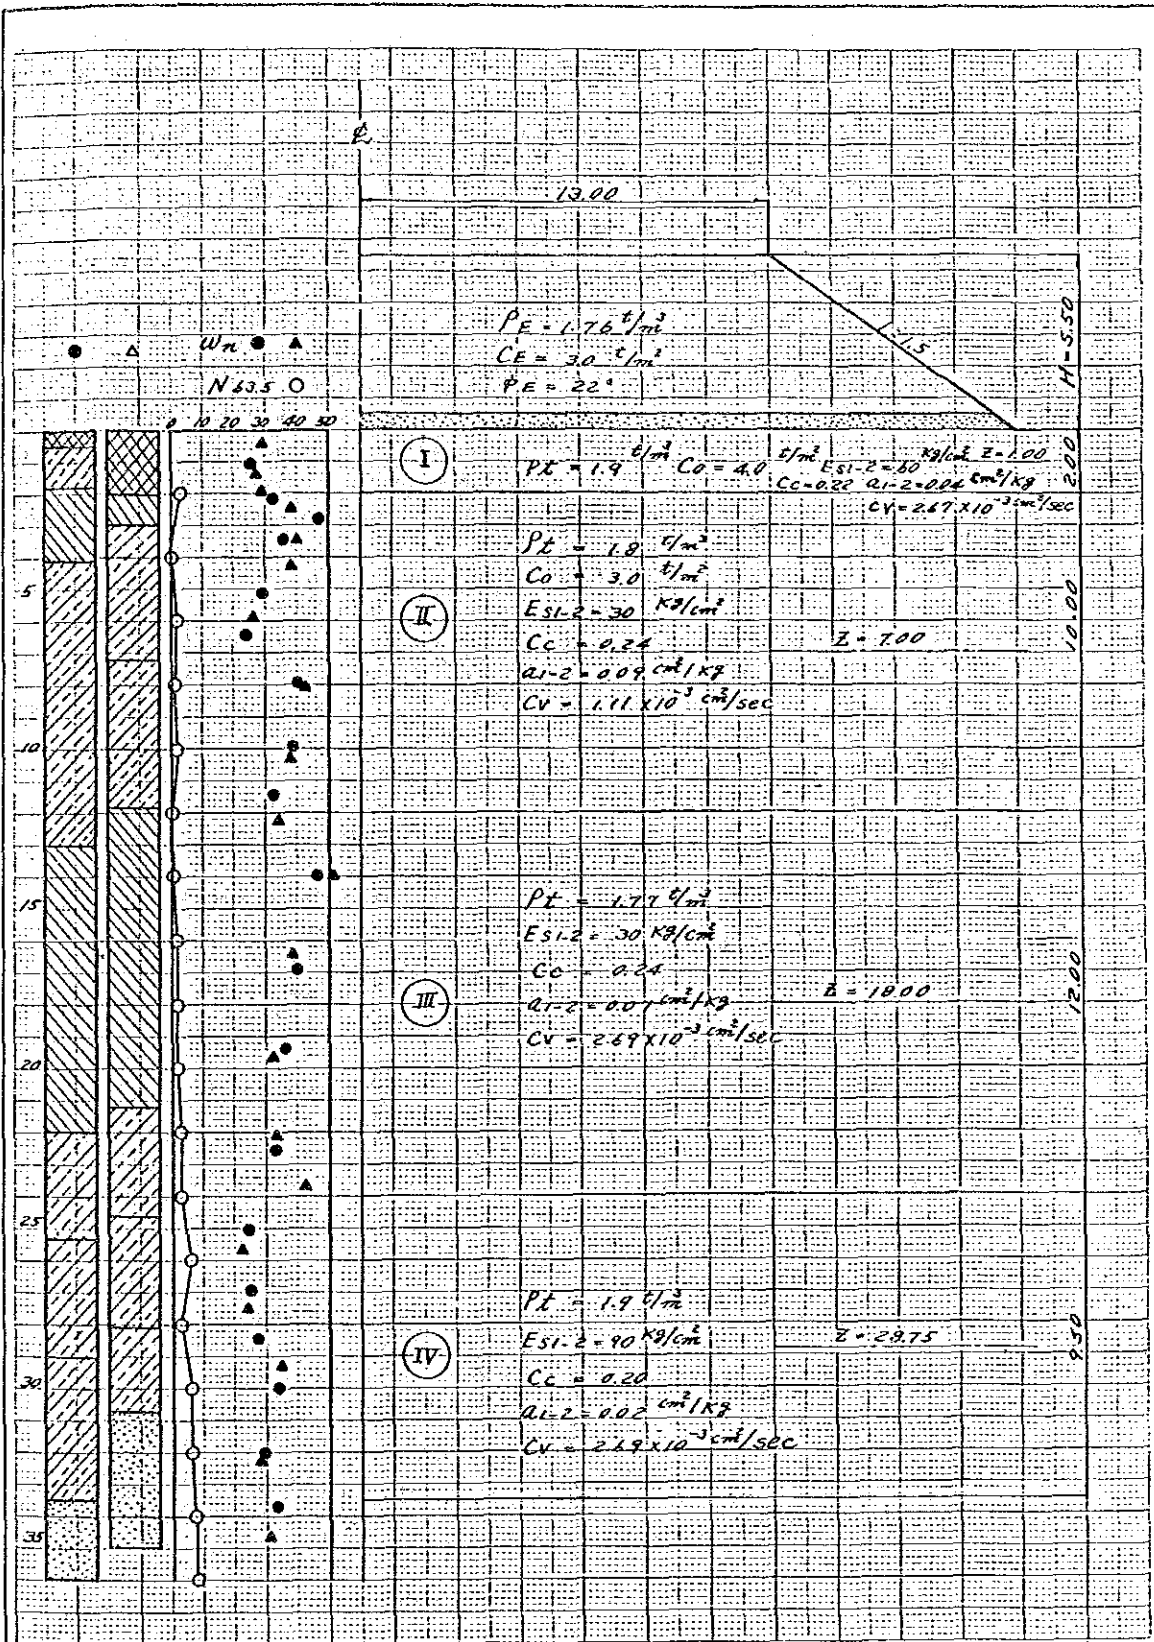 ℄
13.00
ρE = 1.76 t/m³
CE = 3.0 t/m²
φE = 22°
1:1.5
H=5.50
● △ Wn ● ▲
N 63.5 ○
0 10 20 30 40 50
I
ρt = 1.9 t/m³ Co = 4.0 t/m² Es1-2 = 60 kg/cm² Z = 1.00
Cc = 0.22 a1-2 = 0.04 cm²/kg
Cv = 2.67 × 10⁻³ cm²/sec
2.00
ρt = 1.8 t/m³
Co = 3.0 t/m²
II
Es1-2 = 30 kg/cm²
Cc = 0.24
Z = 7.00
10.00
a1-2 = 0.09 cm²/kg
Cv = 1.11 × 10⁻³ cm²/sec
5
10
15
ρt = 1.77 t/m³
Es1-2 = 30 kg/cm²
Cc = 0.24
III
a1-2 = 0.07 cm²/kg
Z = 18.00
12.00
Cv = 2.69 × 10⁻³ cm²/sec
20
25
ρt = 1.9 t/m³
Es1-2 = 90 kg/cm²
Z = 28.75
9.50
IV
Cc = 0.20
a1-2 = 0.02 cm²/kg
Cv = 2.69 × 10⁻³ cm²/sec
30
35